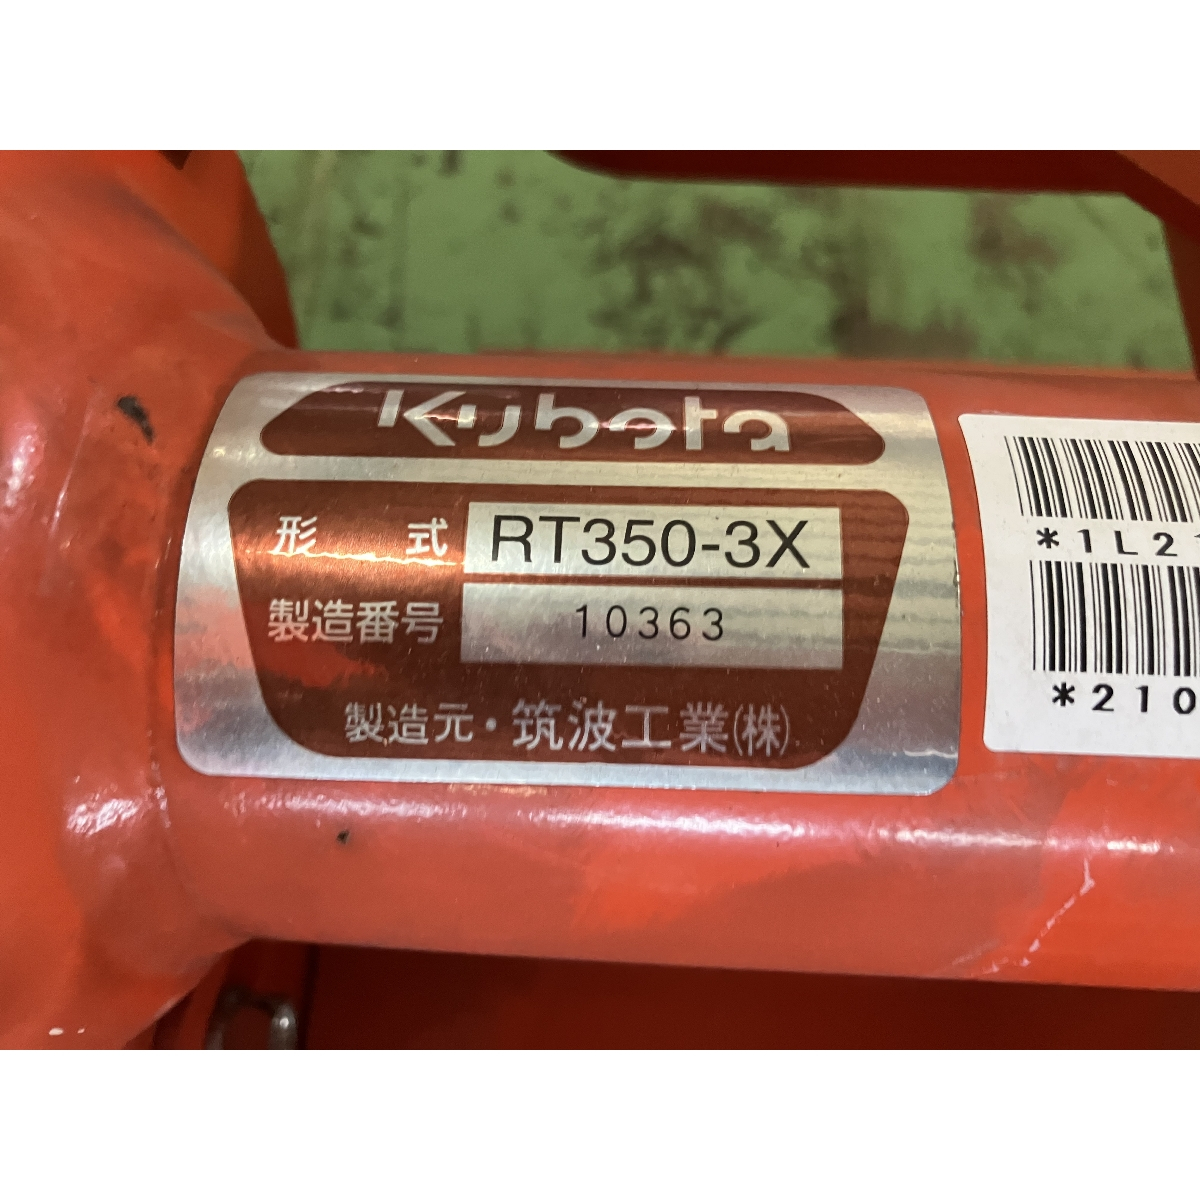 Kubota
形 式 RT350-3X
製造番号 10363
製造元・筑波工業(株)
*1L2
*210